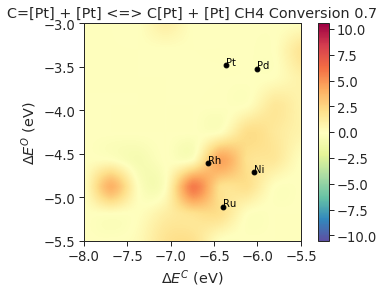 C=[Pt] + [Pt] <=> C[Pt] + [Pt] CH4 Conversion 0.7
−3.0
−3.5
−4.0
−4.5
−5.0
−5.5
ΔE^O (eV)
Pt
Pd
Rh
Ni
Ru
−8.0 −7.5 −7.0 −6.5 −6.0 −5.5
ΔE^C (eV)
10.0
7.5
5.0
2.5
0.0
−2.5
−5.0
−7.5
−10.0